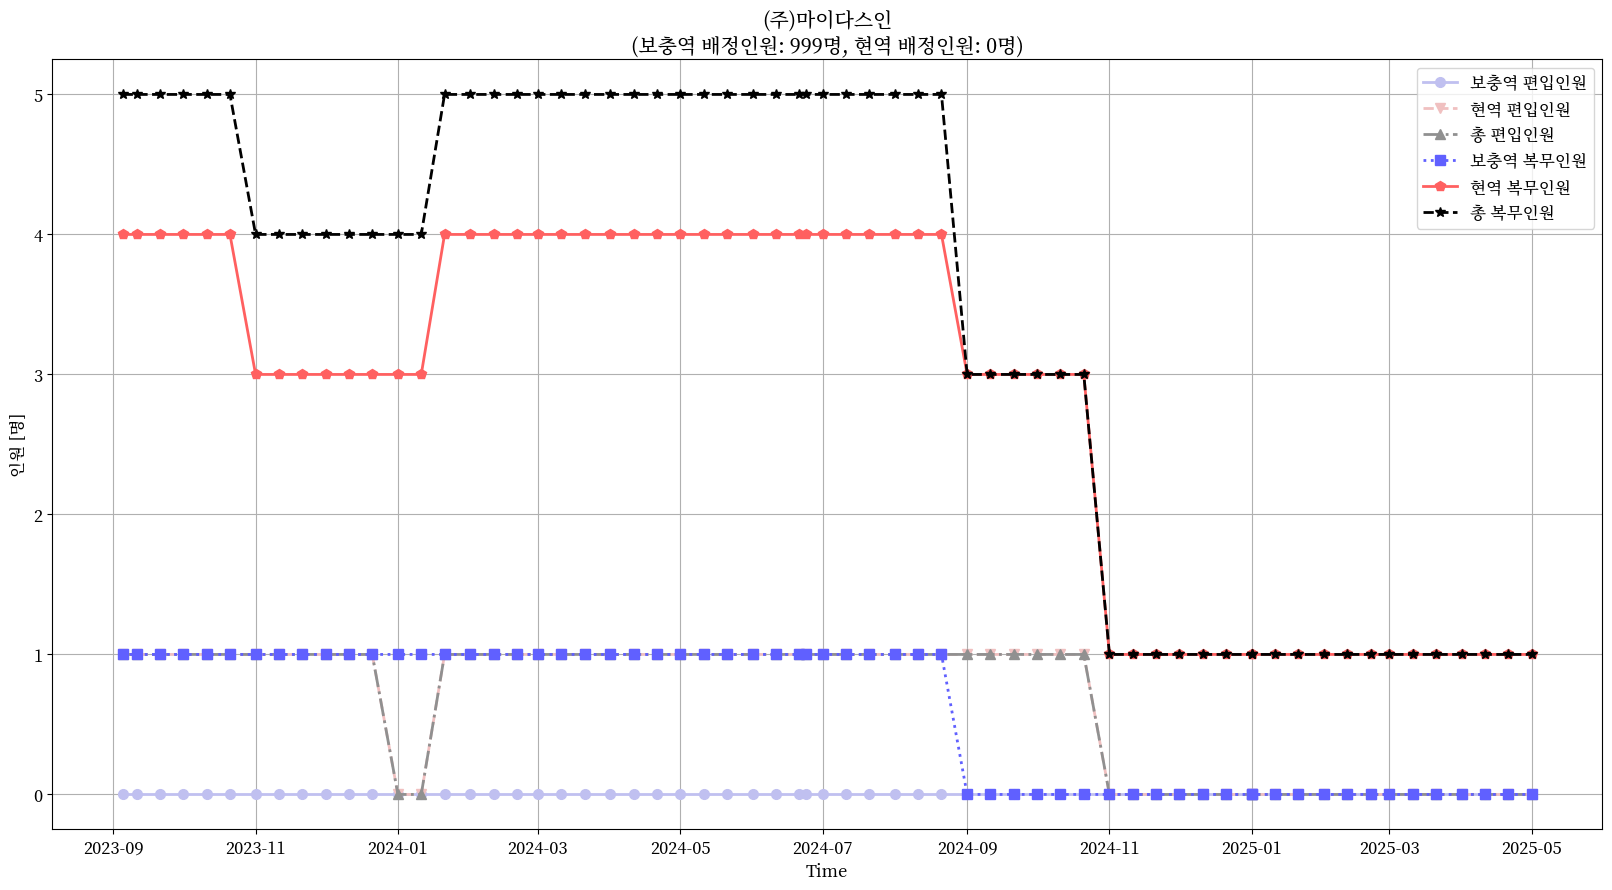 (주)마이다스인
(보충역 배정인원: 999명, 현역 배정인원: 0명)
보충역 편입인원
현역 편입인원
총 편입인원
보충역 복무인원
현역 복무인원
총 복무인원
인원 [명]
5
4
3
2
1
0
2023-09
2023-11
2024-01
2024-03
2024-05
2024-07
2024-09
2024-11
2025-01
2025-03
2025-05
Time